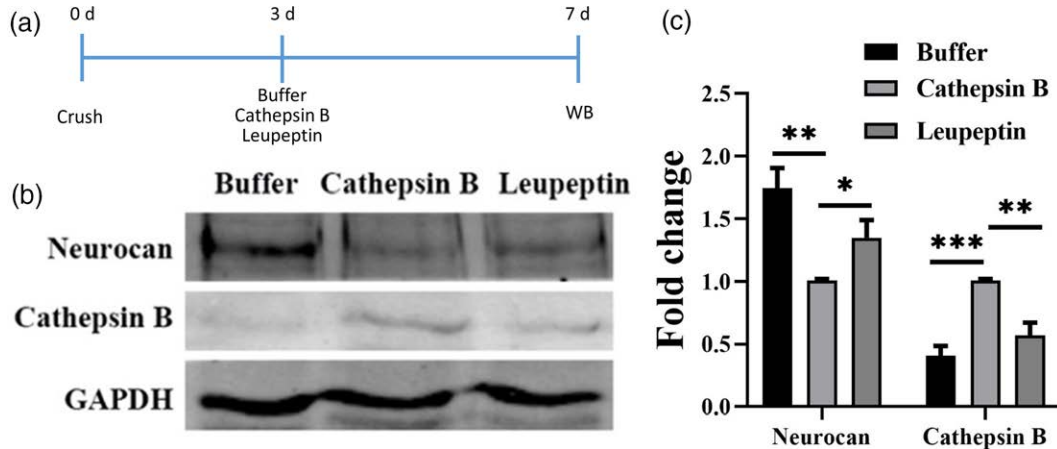 (a)
0 d 3 d 7 d
Crush
Buffer
Cathepsin B
Leupeptin
WB
(b)
Buffer Cathepsin B Leupeptin
Neurocan
Cathepsin B
GAPDH
(c)
Buffer
Cathepsin B
Leupeptin
Fold change
2.5
2.0
1.5
1.0
0.5
0.0
**
*
***
**
Neurocan Cathepsin B